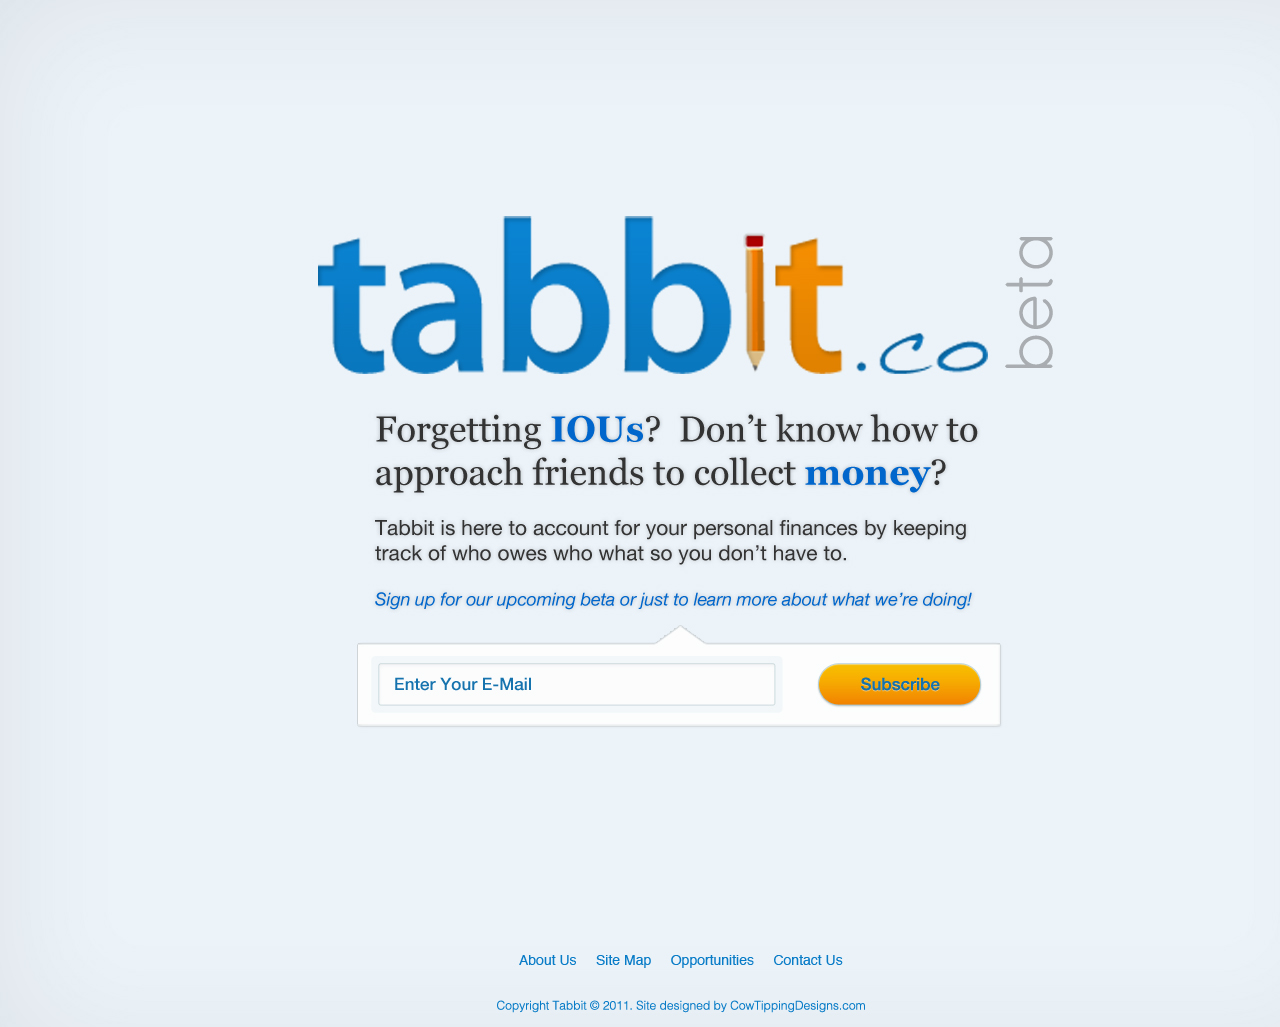 tabbit.co beta
Forgetting IOUs? Don’t know how to
approach friends to collect money?
Tabbit is here to account for your personal finances by keeping
track of who owes who what so you don’t have to.
Sign up for our upcoming beta or just to learn more about what we’re doing!
Enter Your E-Mail Subscribe
About Us Site Map Opportunities Contact Us
Copyright Tabbit © 2011. Site designed by CowTippingDesigns.com